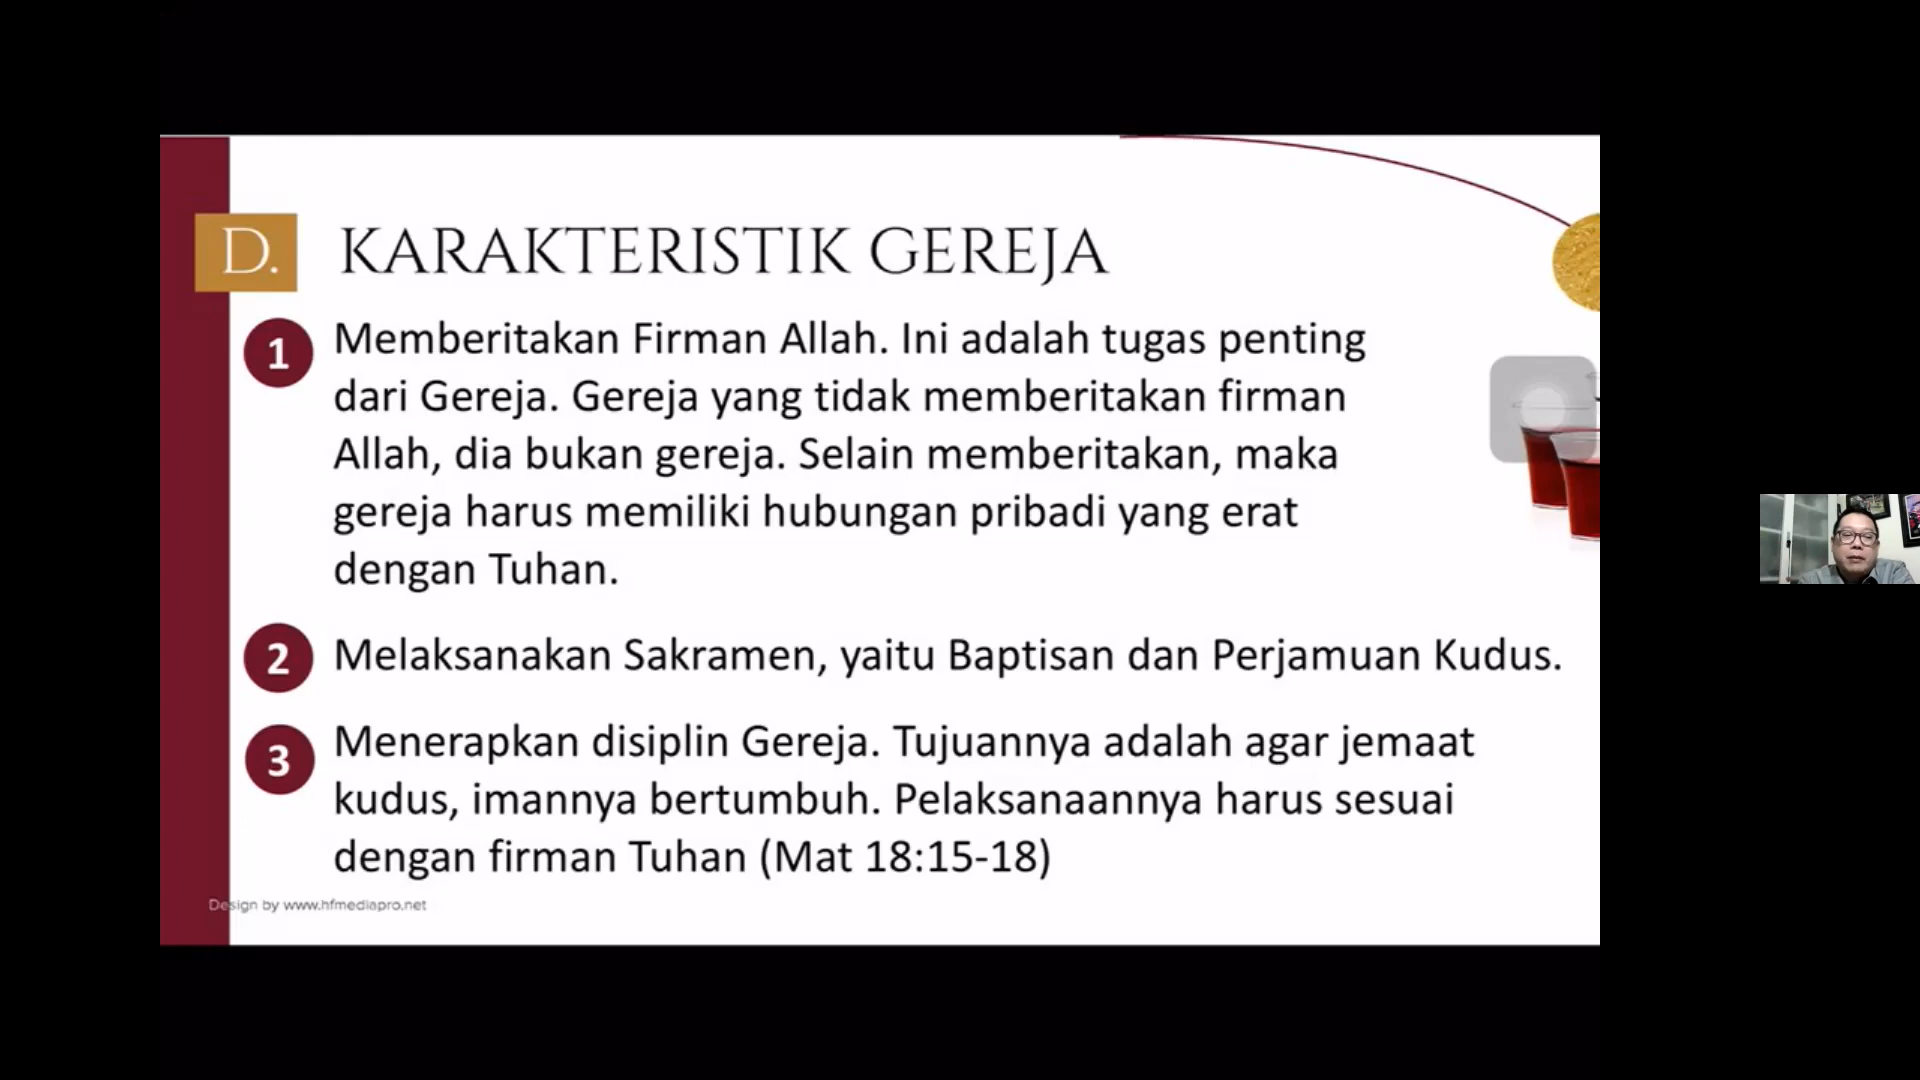 D. KARAKTERISTIK GEREJA
1 Memberitakan Firman Allah. Ini adalah tugas penting
dari Gereja. Gereja yang tidak memberitakan firman
Allah, dia bukan gereja. Selain memberitakan, maka
gereja harus memiliki hubungan pribadi yang erat
dengan Tuhan.
2 Melaksanakan Sakramen, yaitu Baptisan dan Perjamuan Kudus.
3 Menerapkan disiplin Gereja. Tujuannya adalah agar jemaat
kudus, imannya bertumbuh. Pelaksanaannya harus sesuai
dengan firman Tuhan (Mat 18:15-18)
Design by www.hfmediapro.net